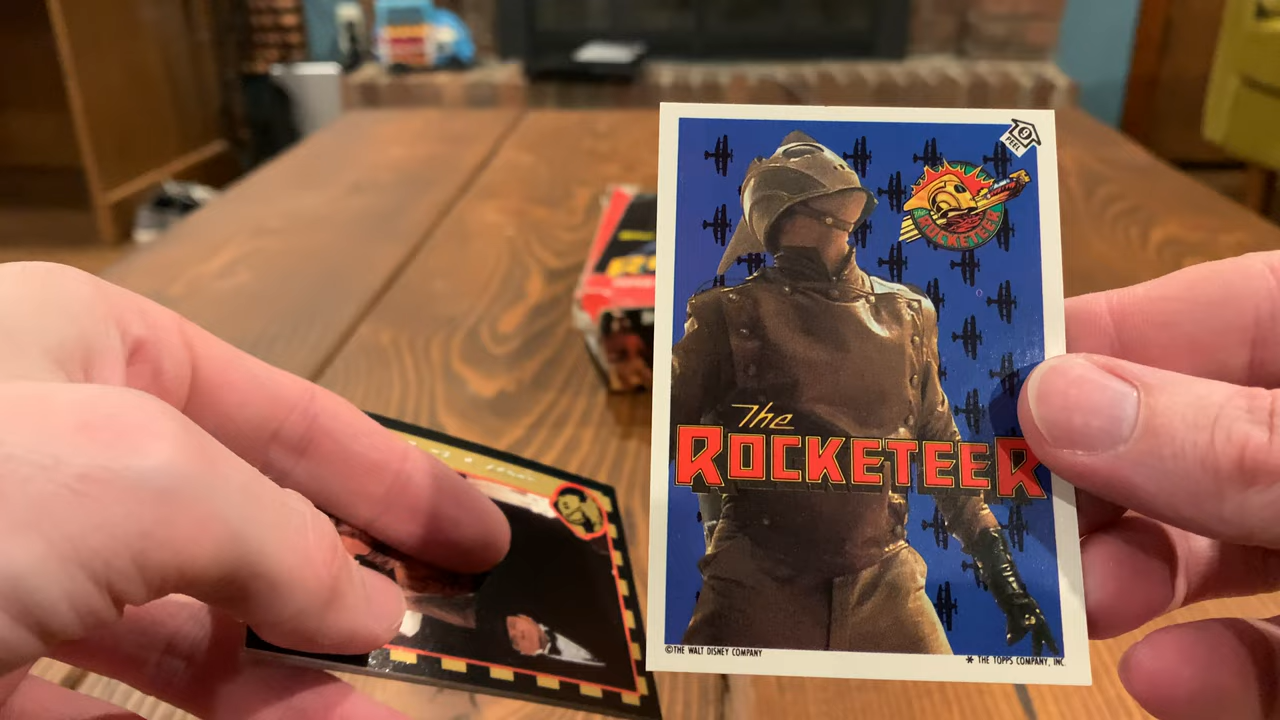 9
PEEL
The
ROCKETEER
The
ROCKETEER
©THE WALT DISNEY COMPANY
* THE TOPPS COMPANY, INC.